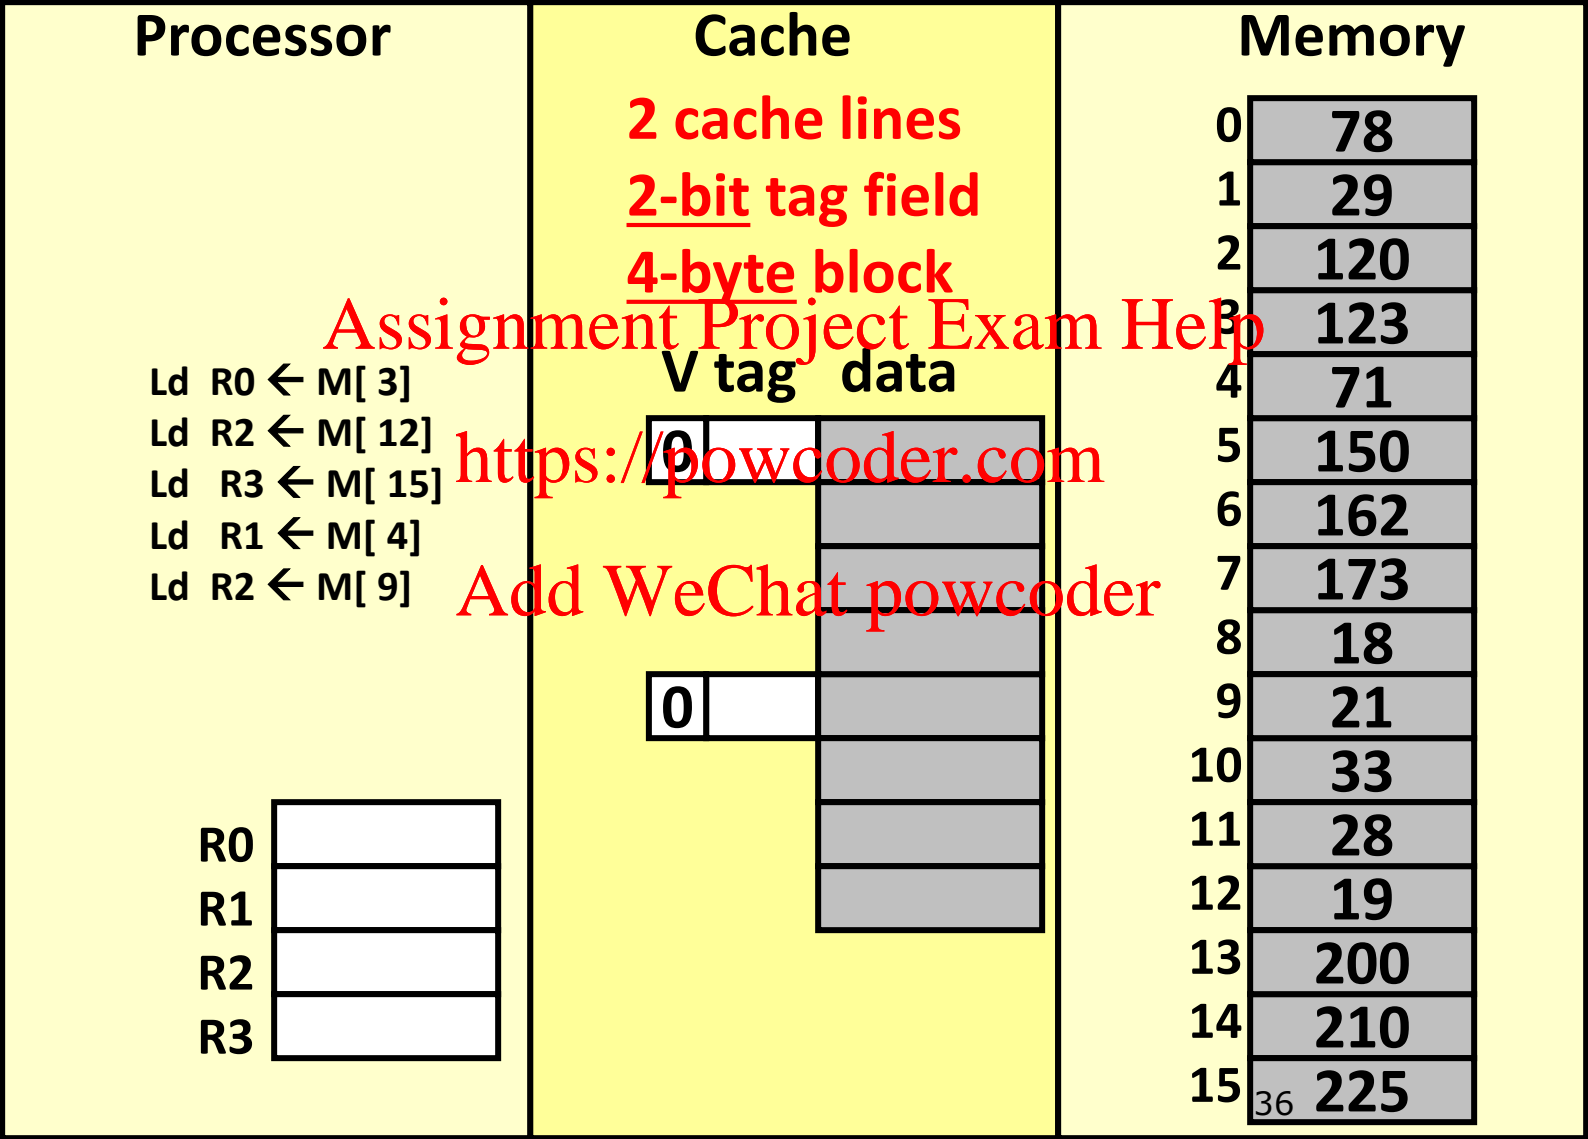 Processor
Cache
Memory
2 cache lines
2-bit tag field
4-byte block
Assignment Project Exam Help
V tag data
Ld R0 ← M[ 3]
Ld R2 ← M[ 12]
Ld R3 ← M[ 15]
Ld R1 ← M[ 4]
Ld R2 ← M[ 9]
https://powcoder.com
Add WeChat powcoder
0
0
R0
R1
R2
R3
0 78
1 29
2 120
3 123
4 71
5 150
6 162
7 173
8 18
9 21
10 33
11 28
12 19
13 200
14 210
15 225
36